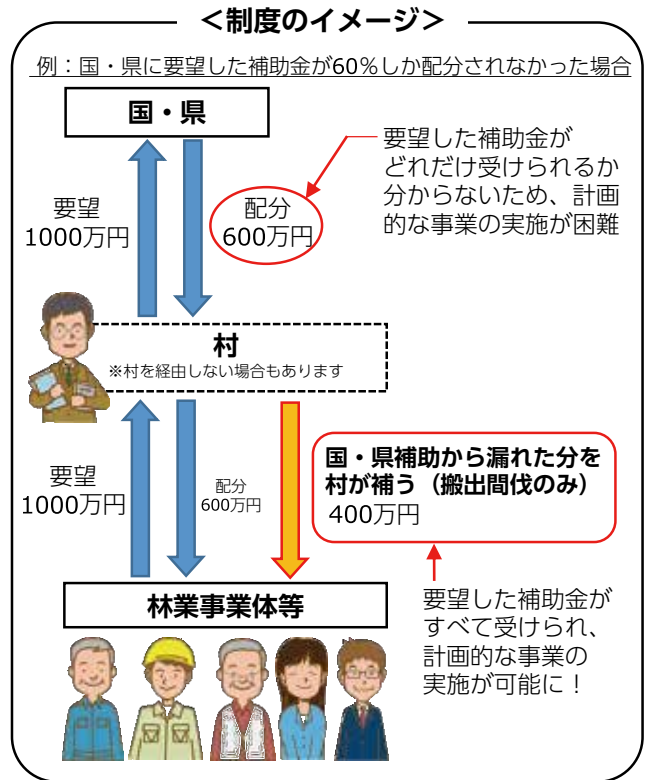 ＜制度のイメージ＞
例：国・県に要望した補助金が60％しか配分されなかった場合
国・県
要望
1000万円
配分
600万円
要望した補助金が
どれだけ受けられるか
分からないため、計画
的な事業の実施が困難
村
※村を経由しない場合もあります
要望
1000万円
配分
600万円
国・県補助から漏れた分を
村が補う（搬出間伐のみ）
400万円
林業事業体等
要望した補助金が
すべて受けられ、
計画的な事業の
実施が可能に！